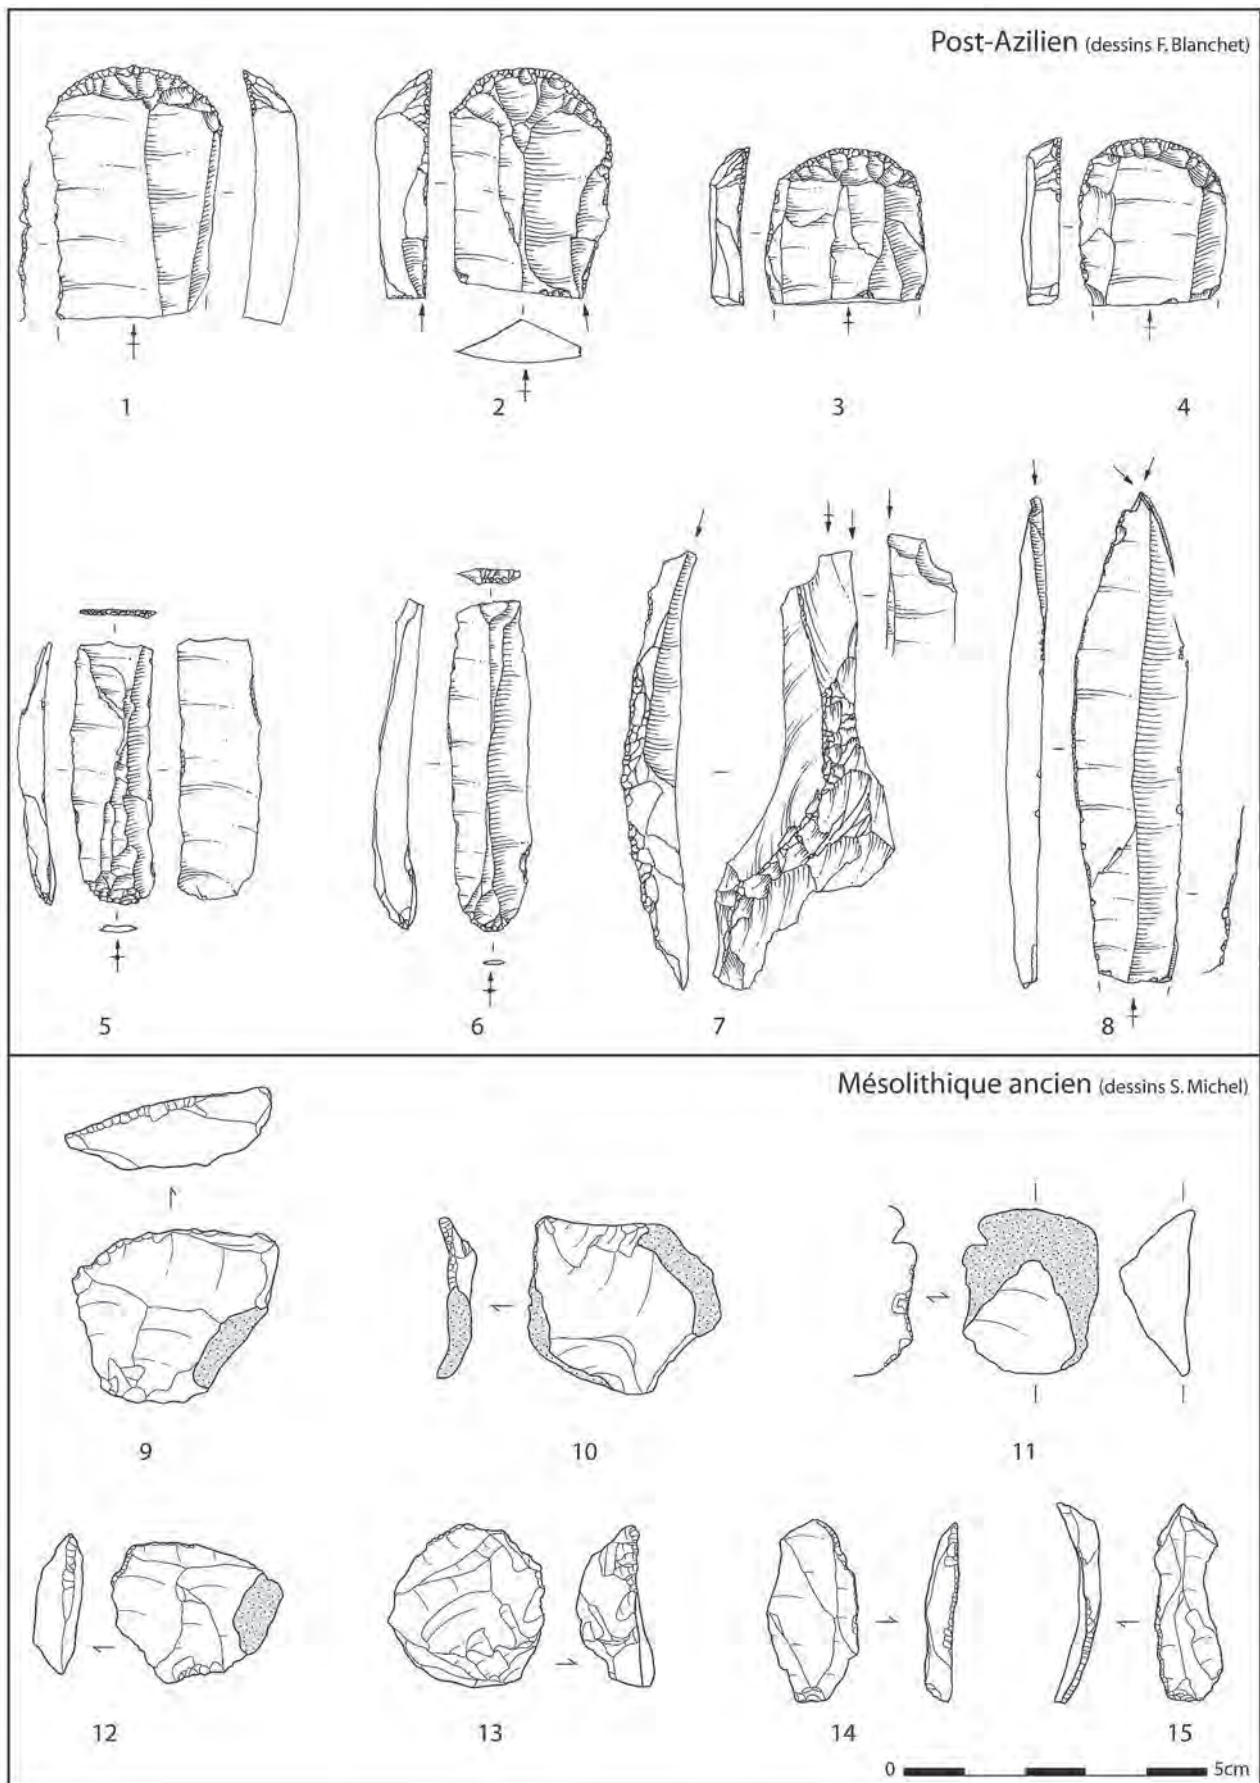 Post-Azilien (dessins F. Blanchet)
1 2 3 4
5 6 7 8
Mésolithique ancien (dessins S. Michel)
9 10 11
12 13 14 15
0 5cm